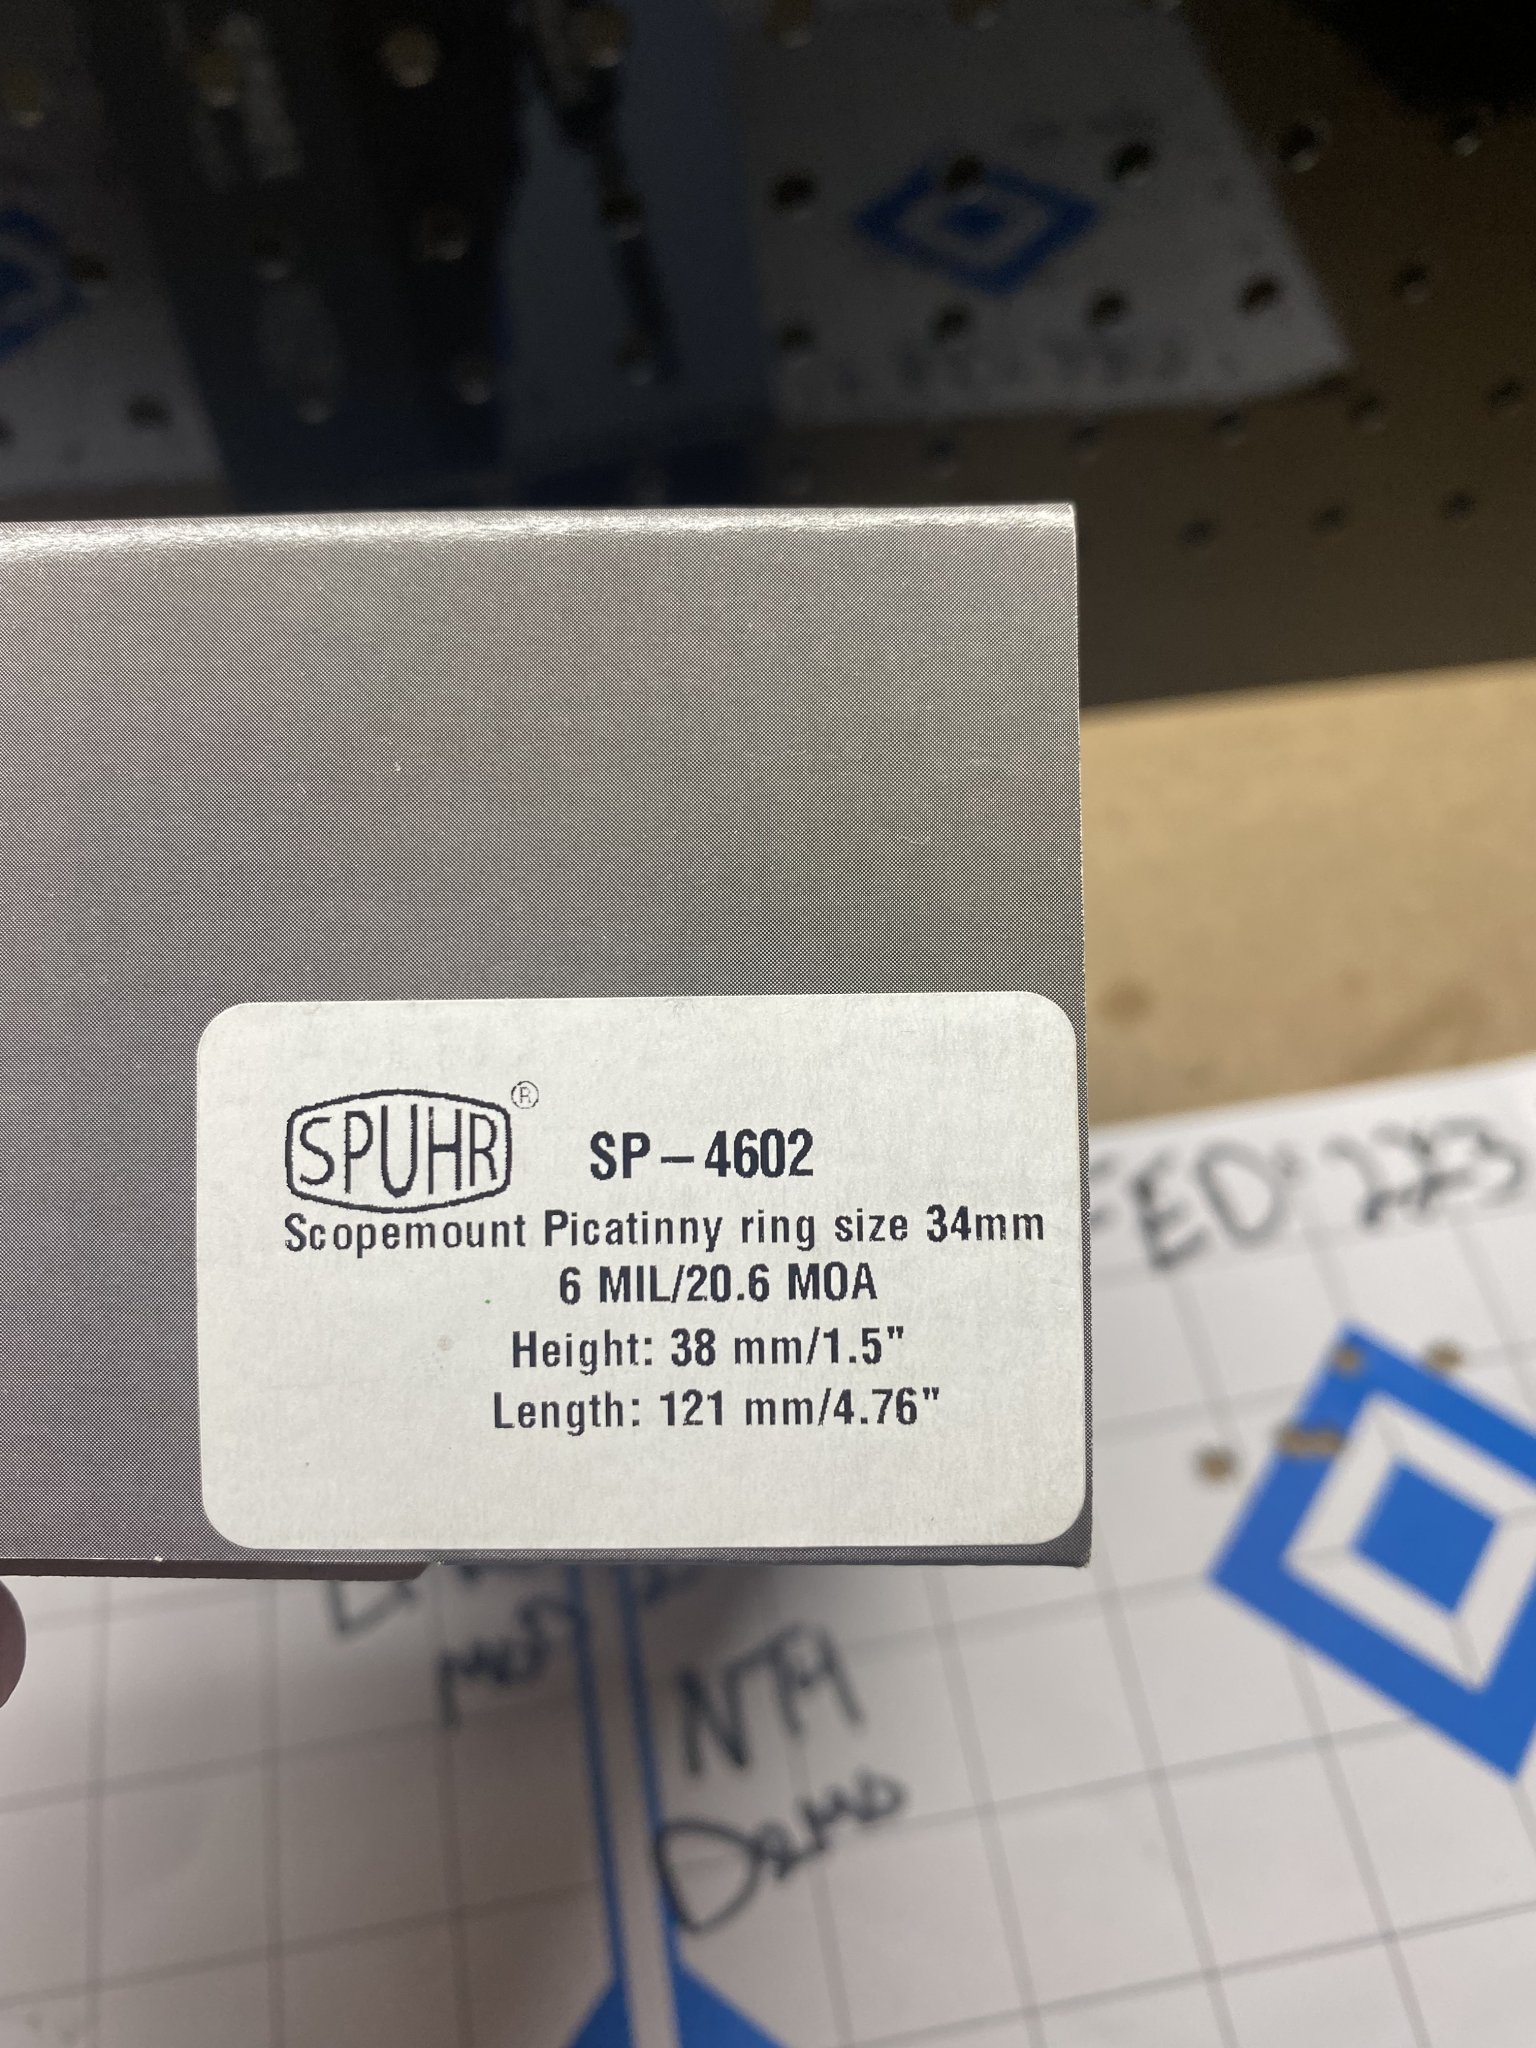 SPUHR®
SP-4602
Scopemount Picatinny ring size 34mm
6 MIL/20.6 MOA
Height: 38 mm/1.5"
Length: 121 mm/4.76"
FED: 223
NTH
Demo